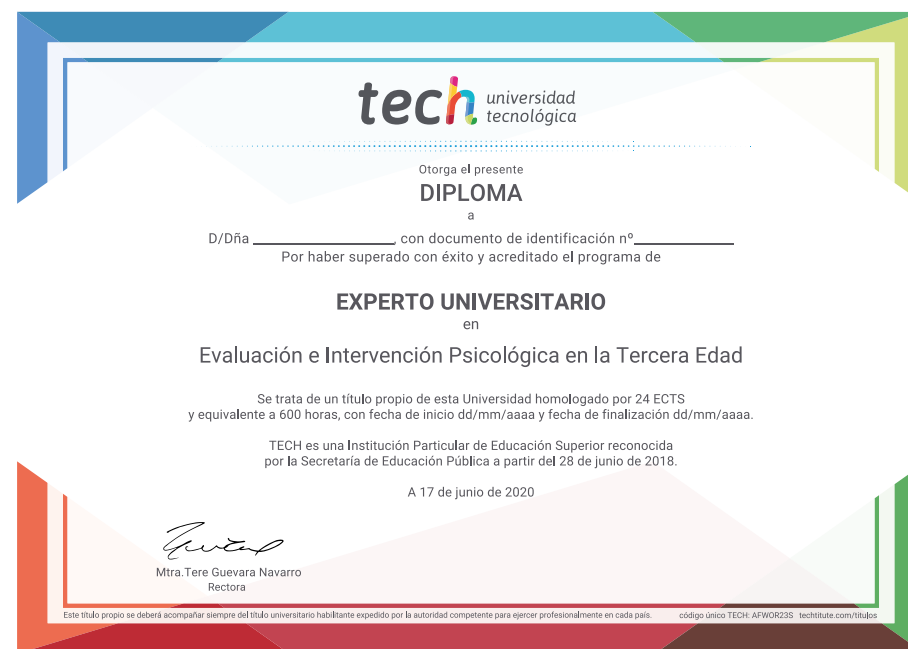 tech universidad
tecnológica
Otorga el presente
DIPLOMA
a
D/Dña ____________, con documento de identificación nº____________
Por haber superado con éxito y acreditado el programa de
EXPERTO UNIVERSITARIO
en
Evaluación e Intervención Psicológica en la Tercera Edad
Se trata de un título propio de esta Universidad homologado por 24 ECTS
y equivalente a 600 horas, con fecha de inicio dd/mm/aaaa y fecha de finalización dd/mm/aaaa.
TECH es una Institución Particular de Educación Superior reconocida
por la Secretaría de Educación Pública a partir del 28 de junio de 2018.
A 17 de junio de 2020
Mtra.Tere Guevara Navarro
Rectora
Este título propio se deberá acompañar siempre del título universitario habilitante expedido por la autoridad competente para ejercer profesionalmente en cada país. código único TECH: AFWOR23S techtitute.com/titulos